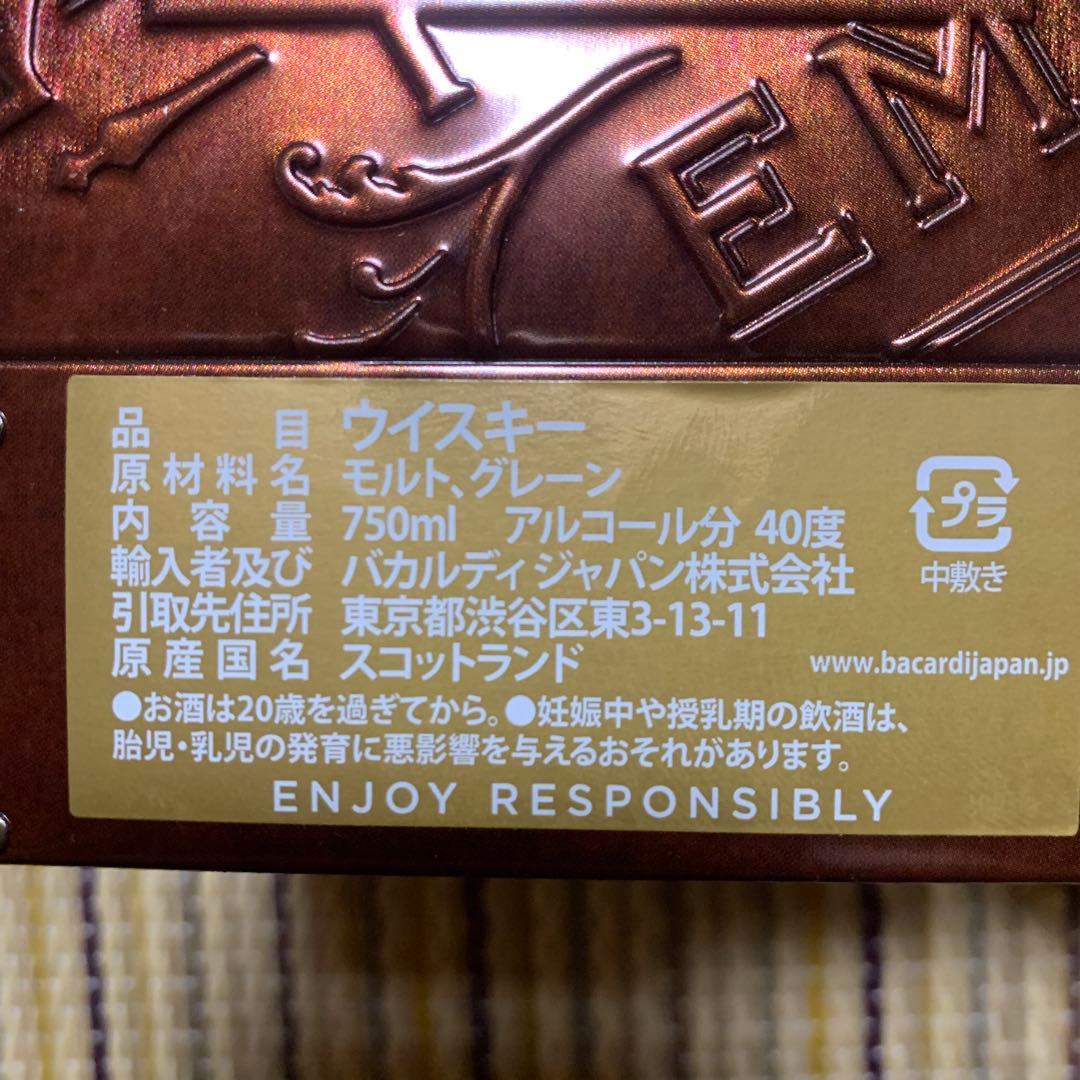 EM
品目 ウイスキー
原材料名 モルト、グレーン
内容量 750ml アルコール分 40度
輸入者及び バカルディジャパン株式会社
引取先住所 東京都渋谷区東3-13-11
原産国名 スコットランド
www.bacardijapan.jp
プラ
中敷き
●お酒は20歳を過ぎてから。●妊娠中や授乳期の飲酒は、
胎児・乳児の発育に悪影響を与えるおそれがあります。
ENJOY RESPONSIBLY